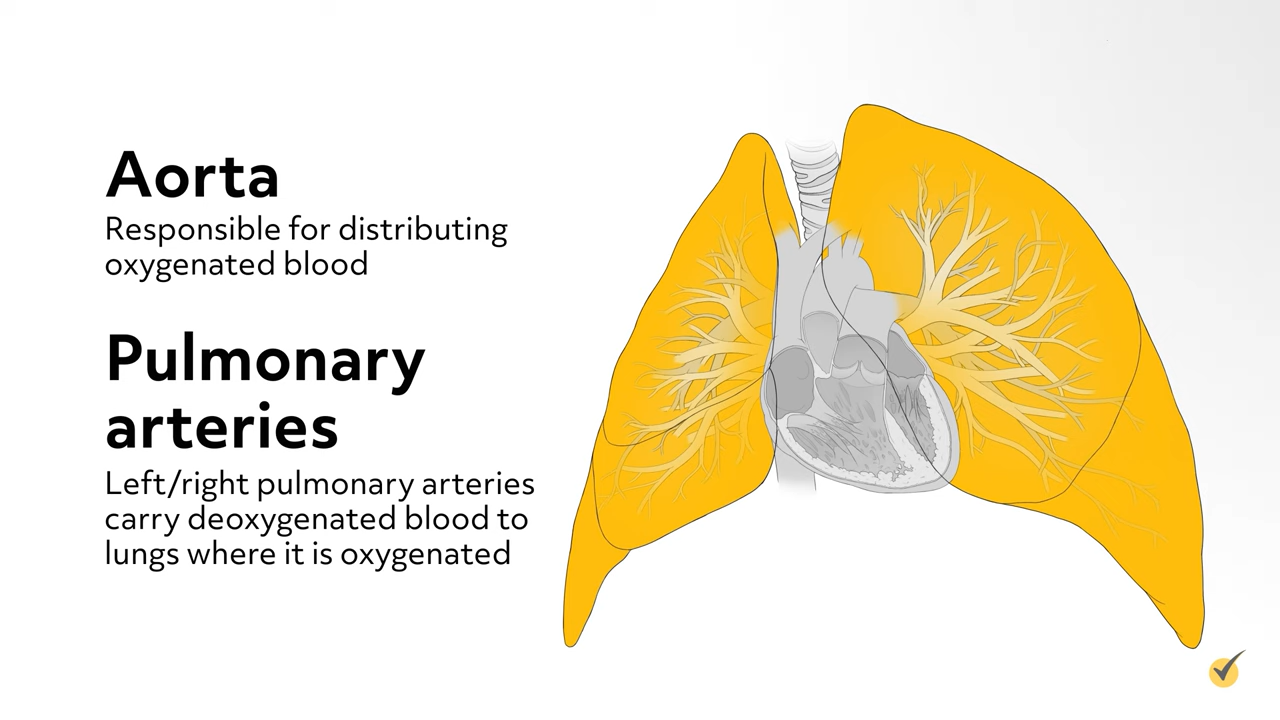 Aorta
Responsible for distributing
oxygenated blood
Pulmonary
arteries
Left/right pulmonary arteries
carry deoxygenated blood to
lungs where it is oxygenated